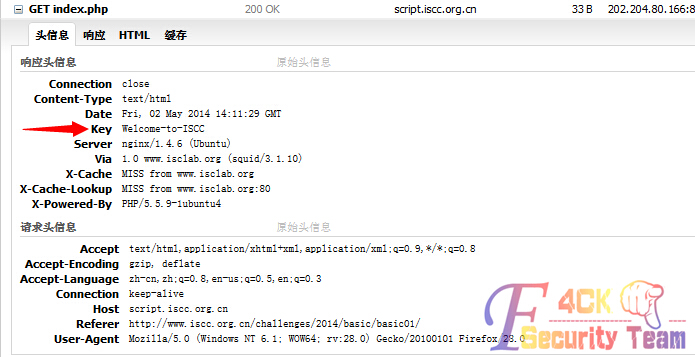 GET index.php 200 OK script.iscc.org.cn 33 B 202.204.80.166:8
头信息 响应 HTML 缓存
响应头信息 原始头信息
Connection close
Content-Type text/html
Date Fri, 02 May 2014 14:11:29 GMT
Key Welcome-to-ISCC
Server nginx/1.4.6 (Ubuntu)
Via 1.0 www.isclab.org (squid/3.1.10)
X-Cache MISS from www.isclab.org
X-Cache-Lookup MISS from www.isclab.org:80
X-Powered-By PHP/5.5.9-1ubuntu4
请求头信息 原始头信息
Accept text/html,application/xhtml+xml,application/xml;q=0.9,*/*;q=0.8
Accept-Encoding gzip, deflate
Accept-Language zh-cn,zh;q=0.8,en-us;q=0.5,en;q=0.3
Connection keep-alive
Host script.iscc.org.cn
Referer http://www.iscc.org.cn/challenges/2014/basic/basic01/
User-Agent Mozilla/5.0 (Windows NT 6.1; WOW64; rv:28.0) Gecko/20100101 Firefox 28.0
F4CK
Security Team